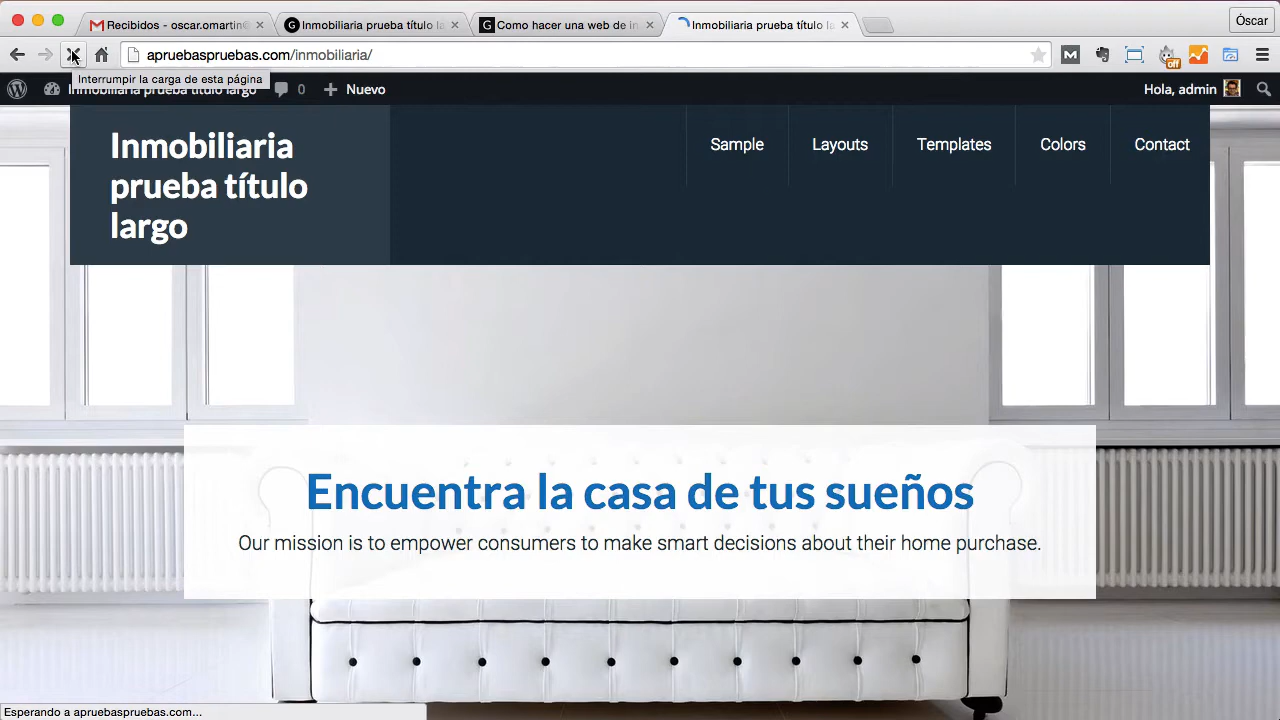 Recibidos - oscar.omartin@
Inmobiliaria prueba título la
Como hacer una web de in
Inmobiliaria prueba título la
Óscar
apruebaspruebas.com/inmobiliaria/
off
Interrumpir la carga de esta página
Inmobiliaria prueba título largo
0
Nuevo
Hola, admin
Inmobiliaria
prueba título
largo
Sample
Layouts
Templates
Colors
Contact
Encuentra la casa de tus sueños
Our mission is to empower consumers to make smart decisions about their home purchase.
Esperando a apruebaspruebas.com...